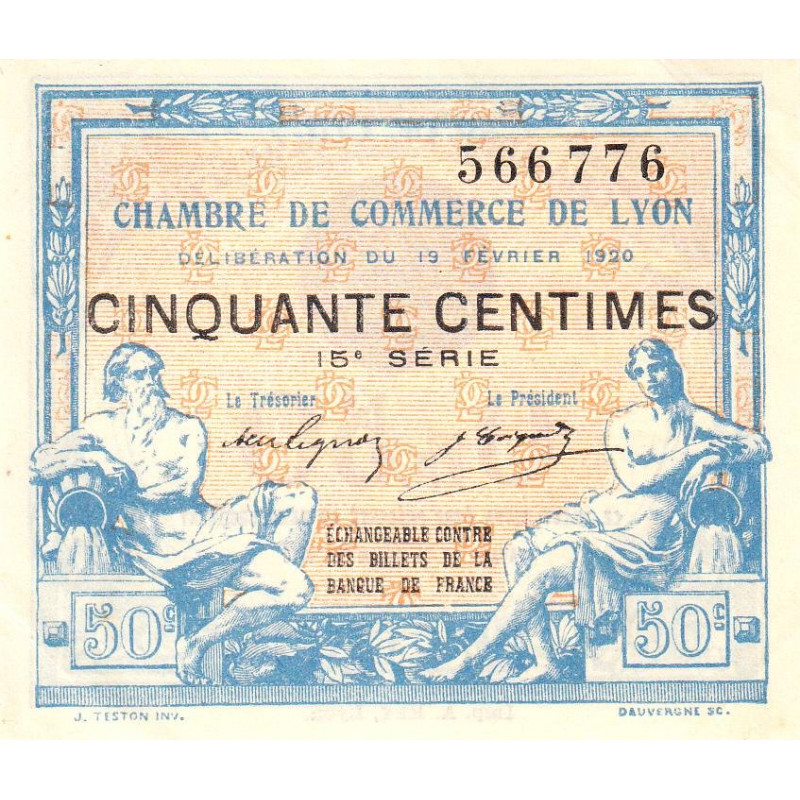 566776
CHAMBRE DE COMMERCE DE LYON
DÉLIBÉRATION DU 19 FÉVRIER 1920
CINQUANTE CENTIMES
15e SÉRIE
Le Trésorier Le Président
ÉCHANGEABLE CONTRE
DES BILLETS DE LA
BANQUE DE FRANCE
50c. 50c.
J. TESTON INV. DAUVERGNE SC.